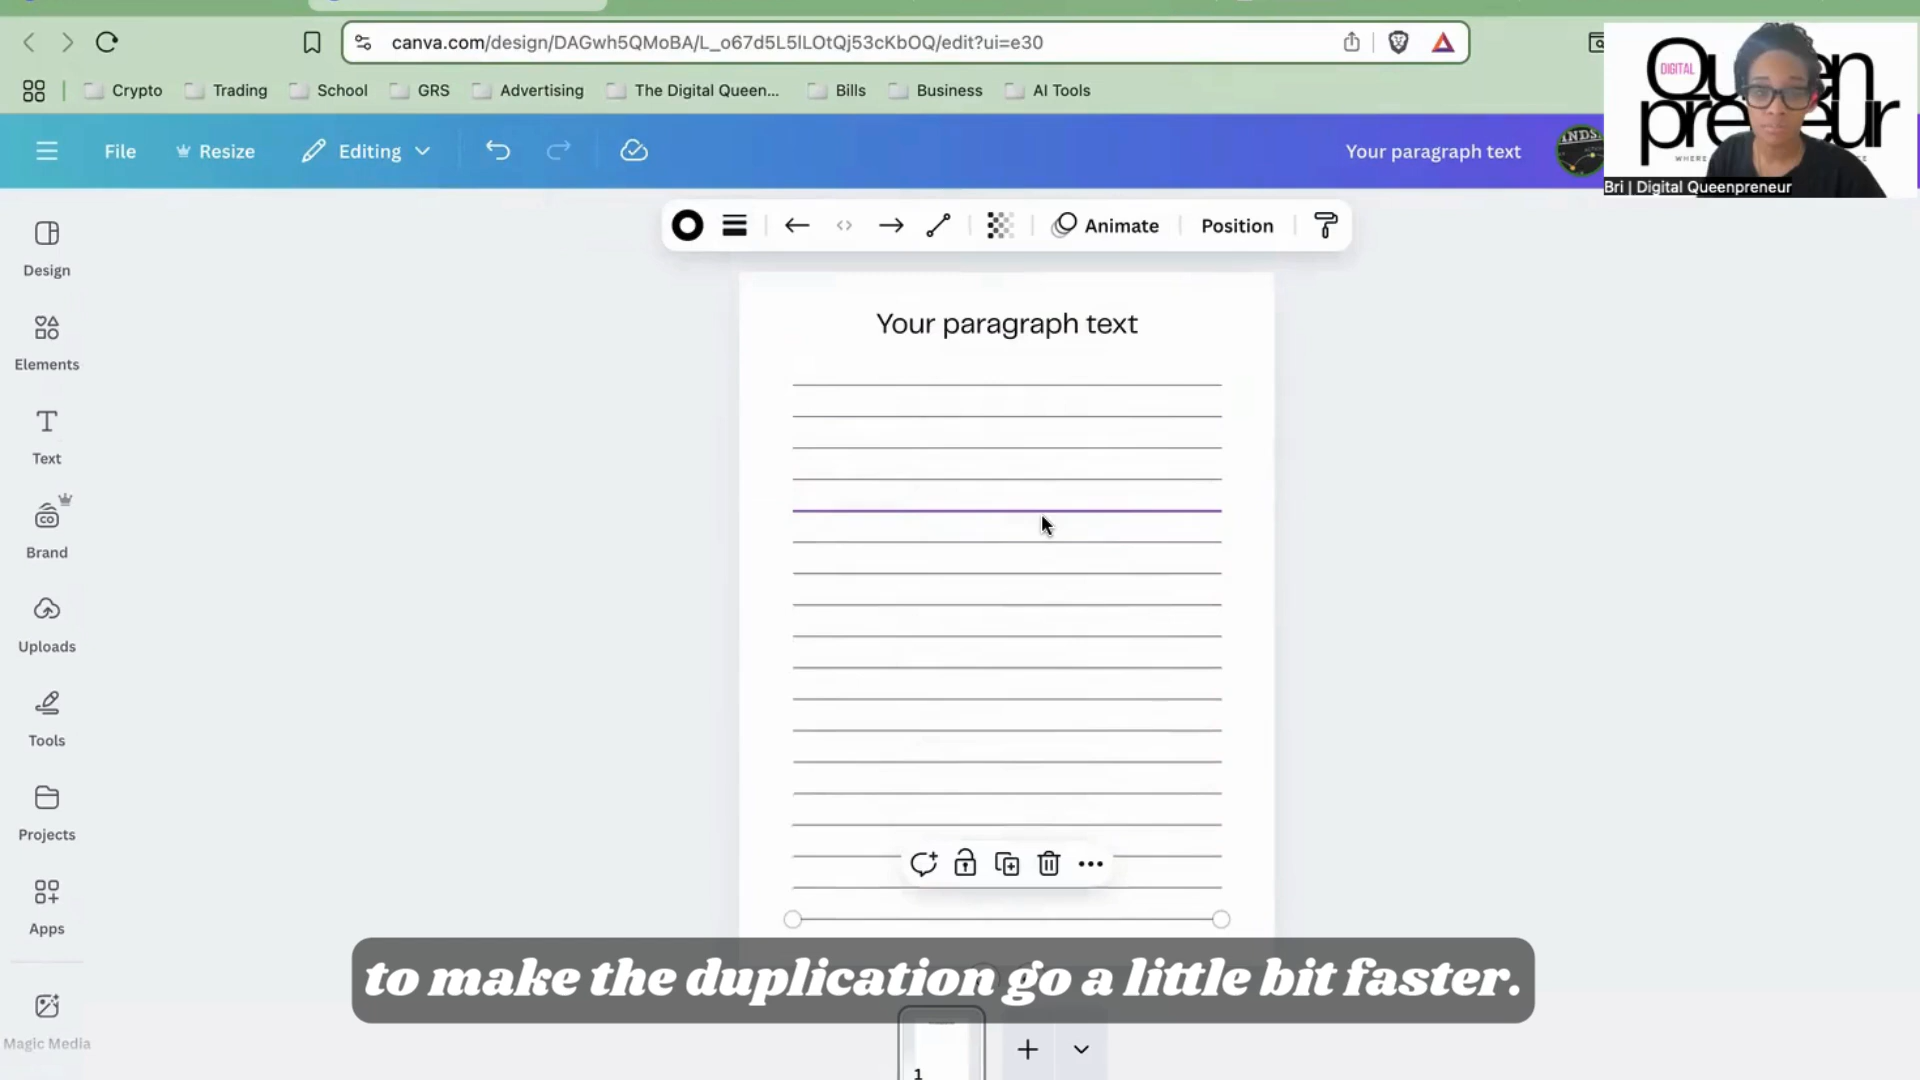 canva.com/design/DAGwh5QMoBA/L_o67d5L5ILOtQj53cKbOQ/edit?ui=e30
Crypto
Trading
School
GRS
Advertising
The Digital Queen...
Bills
Business
AI Tools
DIGITAL
Bri | Digital Queenpreneur
File
Resize
Editing
Your paragraph text
Animate
Position
Design
Elements
Text
Brand
Uploads
Tools
Projects
Apps
Magic Media
Your paragraph text
to make the duplication go a little bit faster.
1